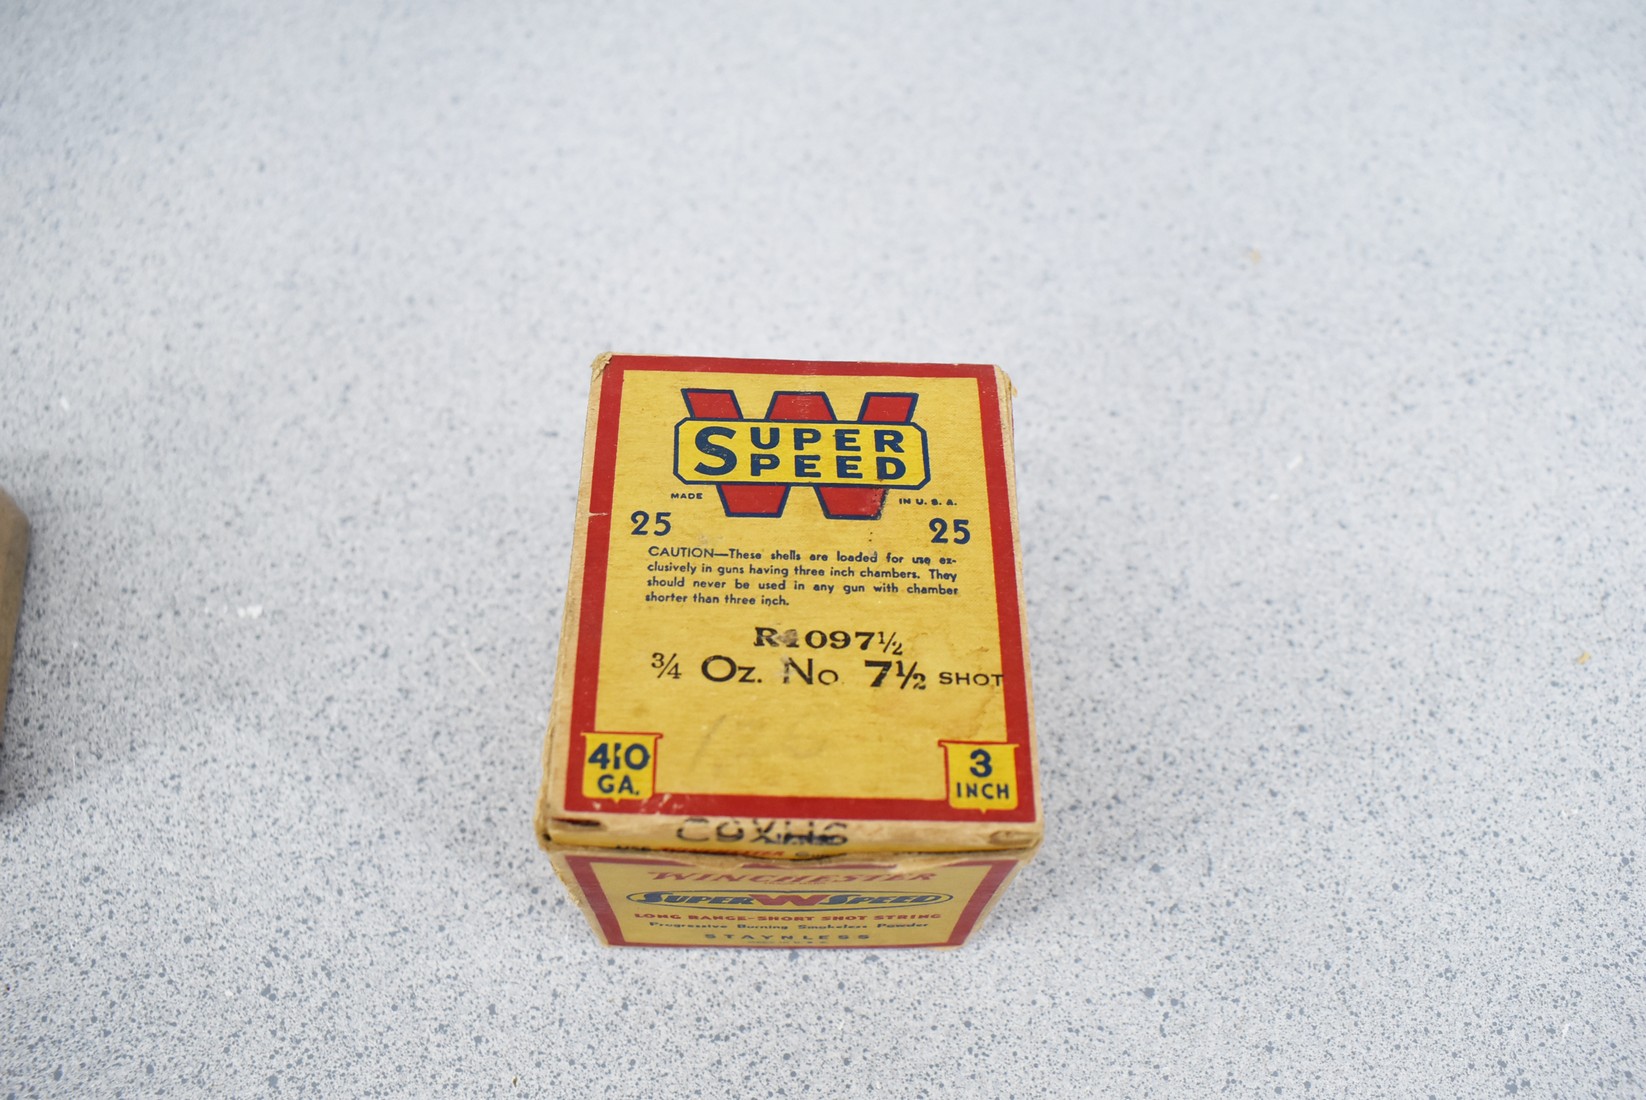 SUPER
SPEED
MADE IN U. S. A.
25 25
CAUTION—These shells are loaded for use ex-
clusively in guns having three inch chambers. They
should never be used in any gun with chamber
shorter than three inch.
R4097½
¾ Oz. No. 7½ SHOT
410 3
GA. INCH
WINCHESTER
SUPER W SPEED
LONG RANGE-SHORT SHOT STRING
Progressive Burning Smokeless Powder
STAYNLESS